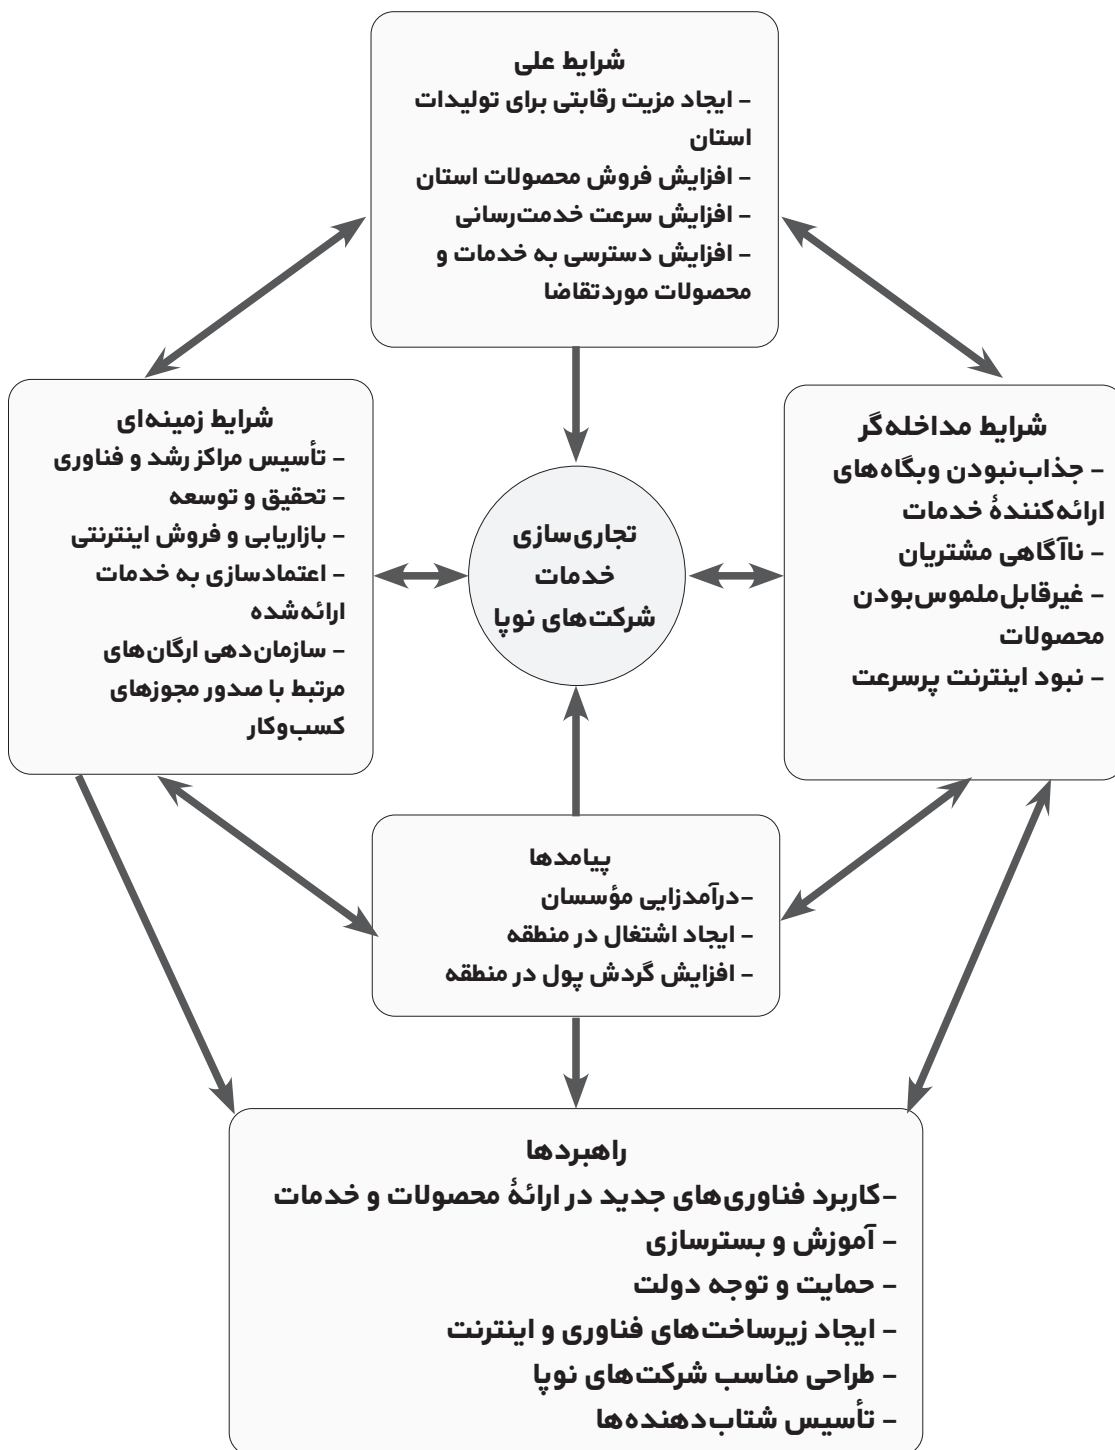 شرایط علی
- ایجاد مزیت رقابتی برای تولیدات
استان
- افزایش فروش محصولات استان
- افزایش سرعت خدمت‌رسانی
- افزایش دسترسی به خدمات و
محصولات موردتقاضا
شرایط مداخله‌گر
- جذاب‌نبودن وبگاه‌های
ارائه‌کنندهٔ خدمات
- ناآگاهی مشتریان
- غیرقابل‌ملموس‌بودن
محصولات
- نبود اینترنت پرسرعت
تجاری‌سازی
خدمات
شرکت‌های نوپا
شرایط زمینه‌ای
- تأسیس مراکز رشد و فناوری
- تحقیق و توسعه
- بازاریابی و فروش اینترنتی
- اعتمادسازی به خدمات
ارائه‌شده
- سازمان‌دهی ارگان‌های
مرتبط با صدور مجوزهای
کسب‌وکار
پیامدها
-درآمدزایی مؤسسان
- ایجاد اشتغال در منطقه
- افزایش گردش پول در منطقه
راهبردها
-کاربرد فناوری‌های جدید در ارائهٔ محصولات و خدمات
- آموزش و بسترسازی
- حمایت و توجه دولت
- ایجاد زیرساخت‌های فناوری و اینترنت
- طراحی مناسب شرکت‌های نوپا
- تأسیس شتاب‌دهنده‌ها